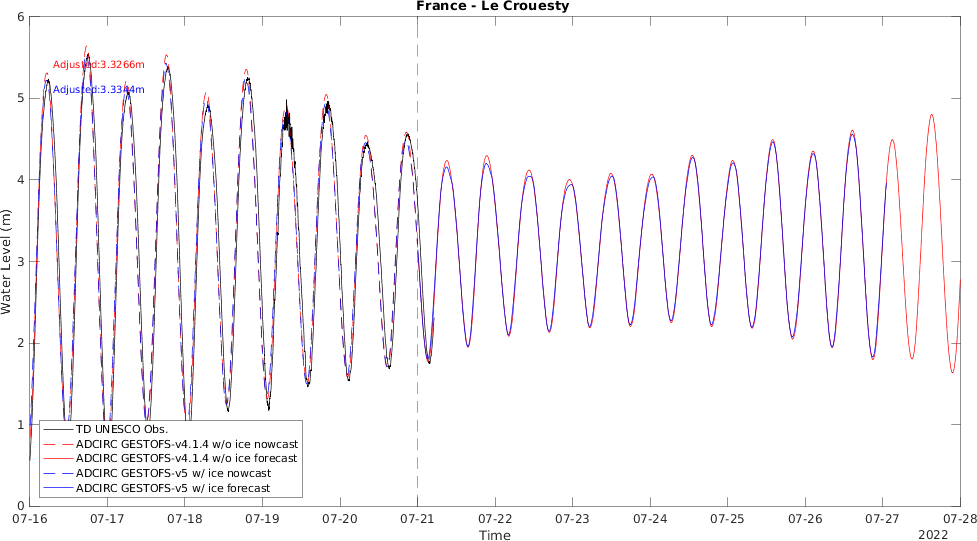 France - Le Crouesty
6
5
4
3
2
1
0
Water Level (m)
Adjusted:3.3266m
Adjusted:3.3344m
TD UNESCO Obs.
ADCIRC GESTOFS-v4.1.4 w/o ice nowcast
ADCIRC GESTOFS-v4.1.4 w/o ice forecast
ADCIRC GESTOFS-v5 w/ ice nowcast
ADCIRC GESTOFS-v5 w/ ice forecast
07-16 07-17 07-18 07-19 07-20 07-21 07-22 07-23 07-24 07-25 07-26 07-27 07-28
Time
2022